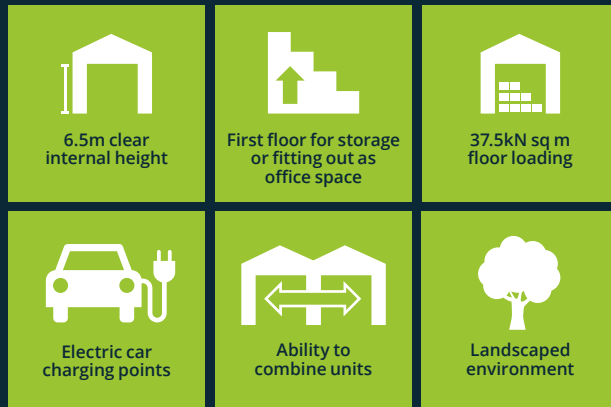 6.5m clear
internal height
First floor for storage
or fitting out as
office space
37.5kN sq m
floor loading
Electric car
charging points
Ability to
combine units
Landscaped
environment